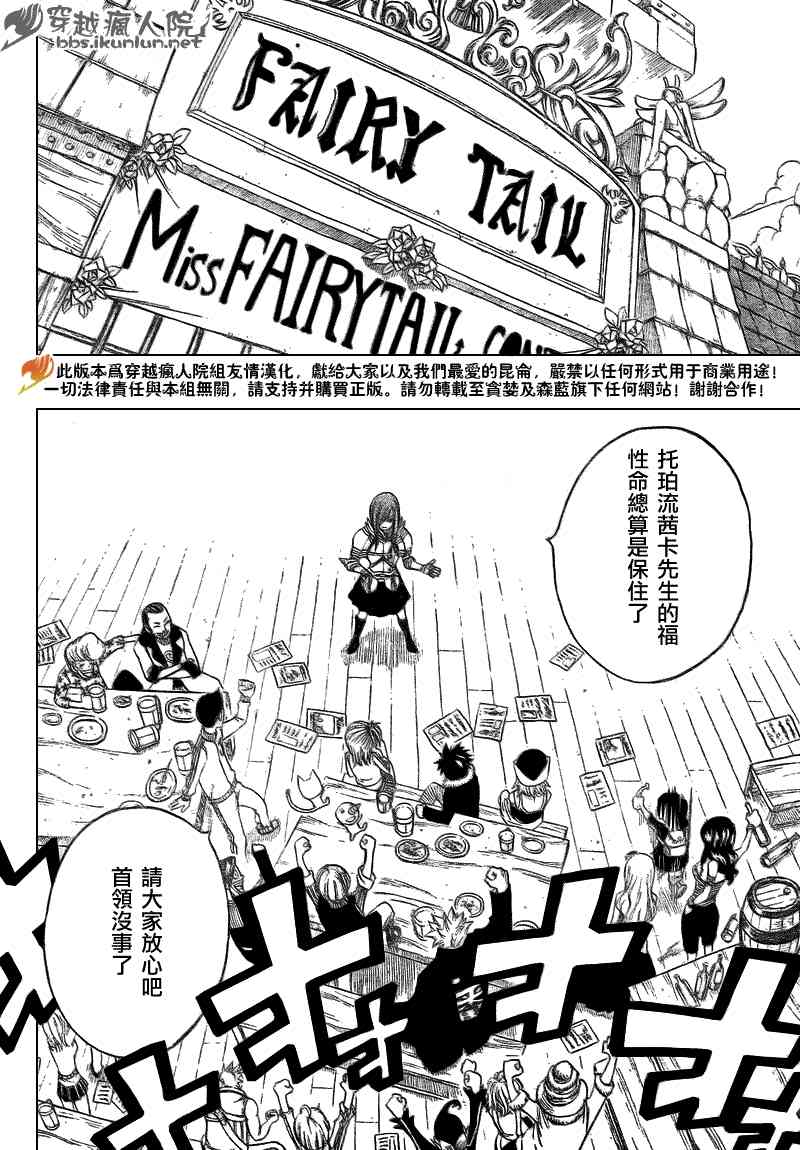 穿越瘋人院
bbs.ikunlun.net
FAIRY TAIL
Miss FAIRYTAIL CONT
此版本爲穿越瘋人院組友情漢化，獻給大家以及我們最愛的昆侖，嚴禁以任何形式用于商業用途！
一切法律責任與本組無關，請支持并購買正版。請勿轉載至貪婪及森藍旗下任何網站！謝謝合作！
托珀流茜卡先生的福
性命總算是保住了
請大家放心吧
首領沒事了